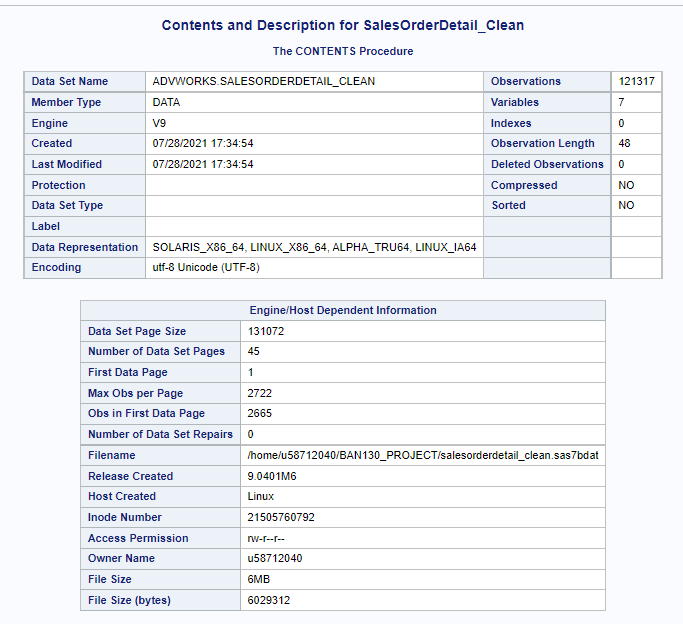 Contents and Description for SalesOrderDetail_Clean
The CONTENTS Procedure
Data Set Name ADVWORKS.SALESORDERDETAIL_CLEAN Observations 121317
Member Type DATA Variables 7
Engine V9 Indexes 0
Created 07/28/2021 17:34:54 Observation Length 48
Last Modified 07/28/2021 17:34:54 Deleted Observations 0
Protection Compressed NO
Data Set Type Sorted NO
Label
Data Representation SOLARIS_X86_64, LINUX_X86_64, ALPHA_TRU64, LINUX_IA64
Encoding utf-8 Unicode (UTF-8)
Engine/Host Dependent Information
Data Set Page Size 131072
Number of Data Set Pages 45
First Data Page 1
Max Obs per Page 2722
Obs in First Data Page 2665
Number of Data Set Repairs 0
Filename /home/u58712040/BAN130_PROJECT/salesorderdetail_clean.sas7bdat
Release Created 9.0401M6
Host Created Linux
Inode Number 21505760792
Access Permission rw-r--r--
Owner Name u58712040
File Size 6MB
File Size (bytes) 6029312